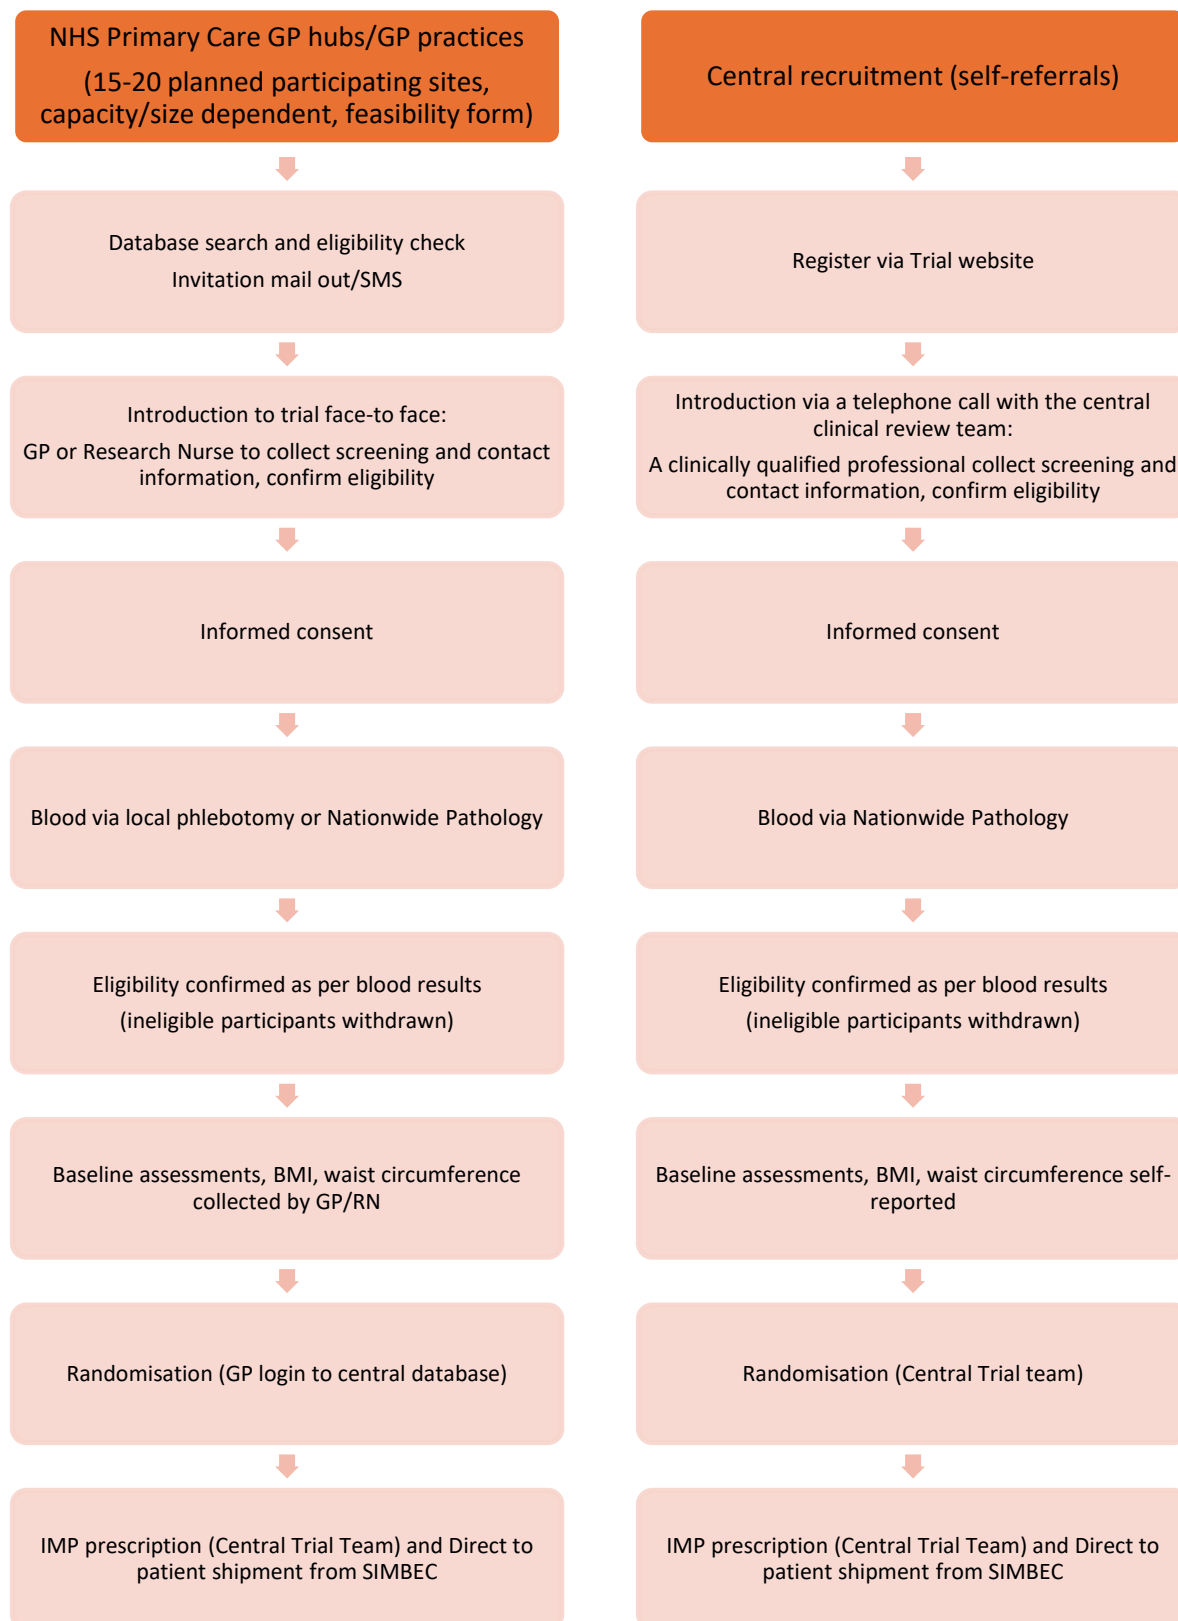 NHS Primary Care GP hubs/GP practices
(15-20 planned participating sites,
capacity/size dependent, feasibility form)
Database search and eligibility check
Invitation mail out/SMS
Introduction to trial face-to face:
GP or Research Nurse to collect screening and contact
information, confirm eligibility
Informed consent
Blood via local phlebotomy or Nationwide Pathology
Eligibility confirmed as per blood results
(ineligible participants withdrawn)
Baseline assessments, BMI, waist circumference
collected by GP/RN
Randomisation (GP login to central database)
IMP prescription (Central Trial Team) and Direct to
patient shipment from SIMBEC
Central recruitment (self-referrals)
Register via Trial website
Introduction via a telephone call with the central
clinical review team:
A clinically qualified professional collect screening and
contact information, confirm eligibility
Informed consent
Blood via Nationwide Pathology
Eligibility confirmed as per blood results
(ineligible participants withdrawn)
Baseline assessments, BMI, waist circumference self-
reported
Randomisation (Central Trial team)
IMP prescription (Central Trial Team) and Direct to
patient shipment from SIMBEC